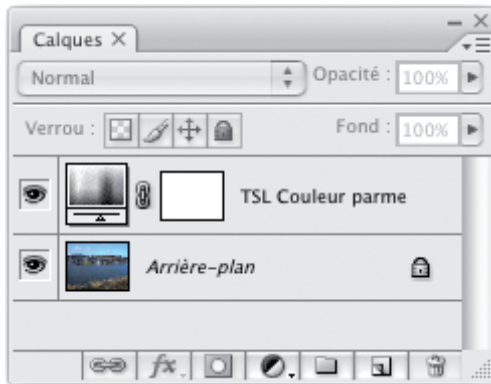 Calques
Normal Opacité : 100%
Verrou : Fond : 100%
TSL Couleur parme
Arrière-plan
fx